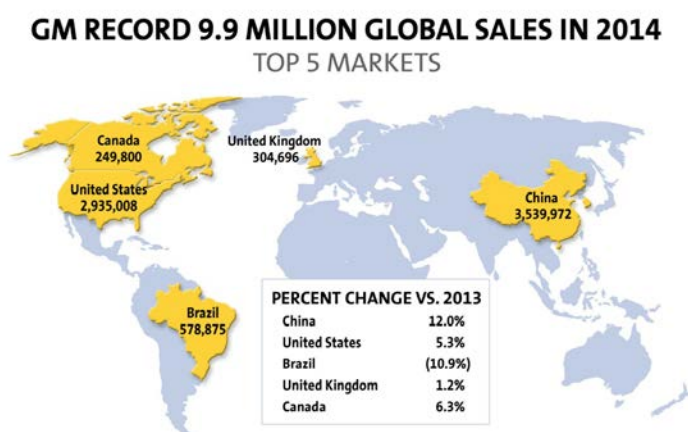 GM RECORD 9.9 MILLION GLOBAL SALES IN 2014
TOP 5 MARKETS
Canada
249,800
United States
2,935,008
United Kingdom
304,696
China
3,539,972
Brazil
578,875
PERCENT CHANGE VS. 2013
China 12.0%
United States 5.3%
Brazil (10.9%)
United Kingdom 1.2%
Canada 6.3%